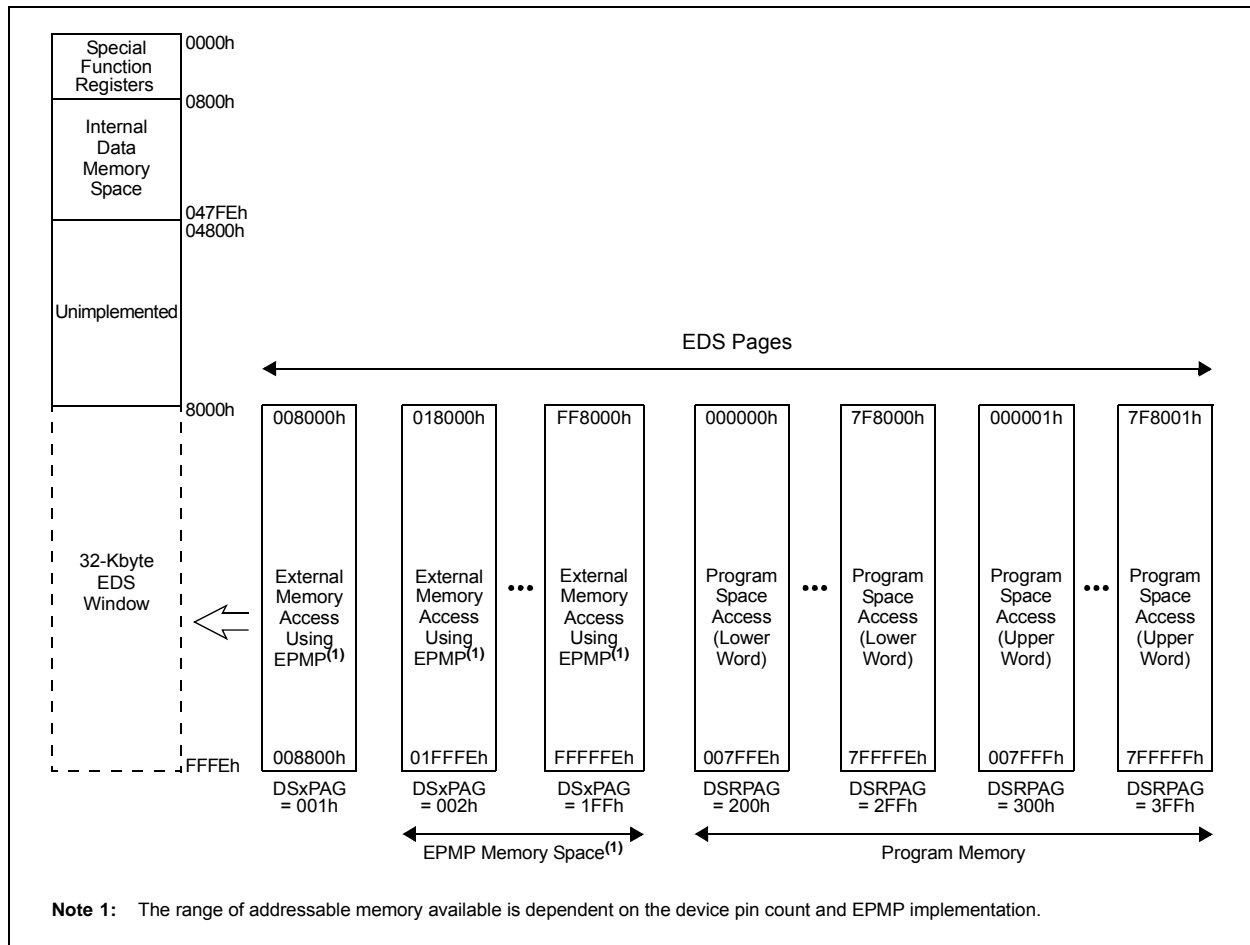 Special
Function
Registers
0000h
0800h
Internal
Data
Memory
Space
047FEh
04800h
Unimplemented
8000h
32-Kbyte
EDS
Window
FFFEh
EDS Pages
008000h
External
Memory
Access
Using
EPMP(1)
008800h
DSxPAG
= 001h
018000h
External
Memory
Access
Using
EPMP(1)
01FFFEh
DSxPAG
= 002h
•••
FF8000h
External
Memory
Access
Using
EPMP(1)
FFFFFEh
DSxPAG
= 1FFh
EPMP Memory Space(1)
000000h
Program
Space
Access
(Lower
Word)
007FFEh
DSRPAG
= 200h
•••
7F8000h
Program
Space
Access
(Lower
Word)
7FFFFEh
DSRPAG
= 2FFh
000001h
Program
Space
Access
(Upper
Word)
007FFFh
DSRPAG
= 300h
•••
7F8001h
Program
Space
Access
(Upper
Word)
7FFFFFh
DSRPAG
= 3FFh
Program Memory
Note 1: The range of addressable memory available is dependent on the device pin count and EPMP implementation.